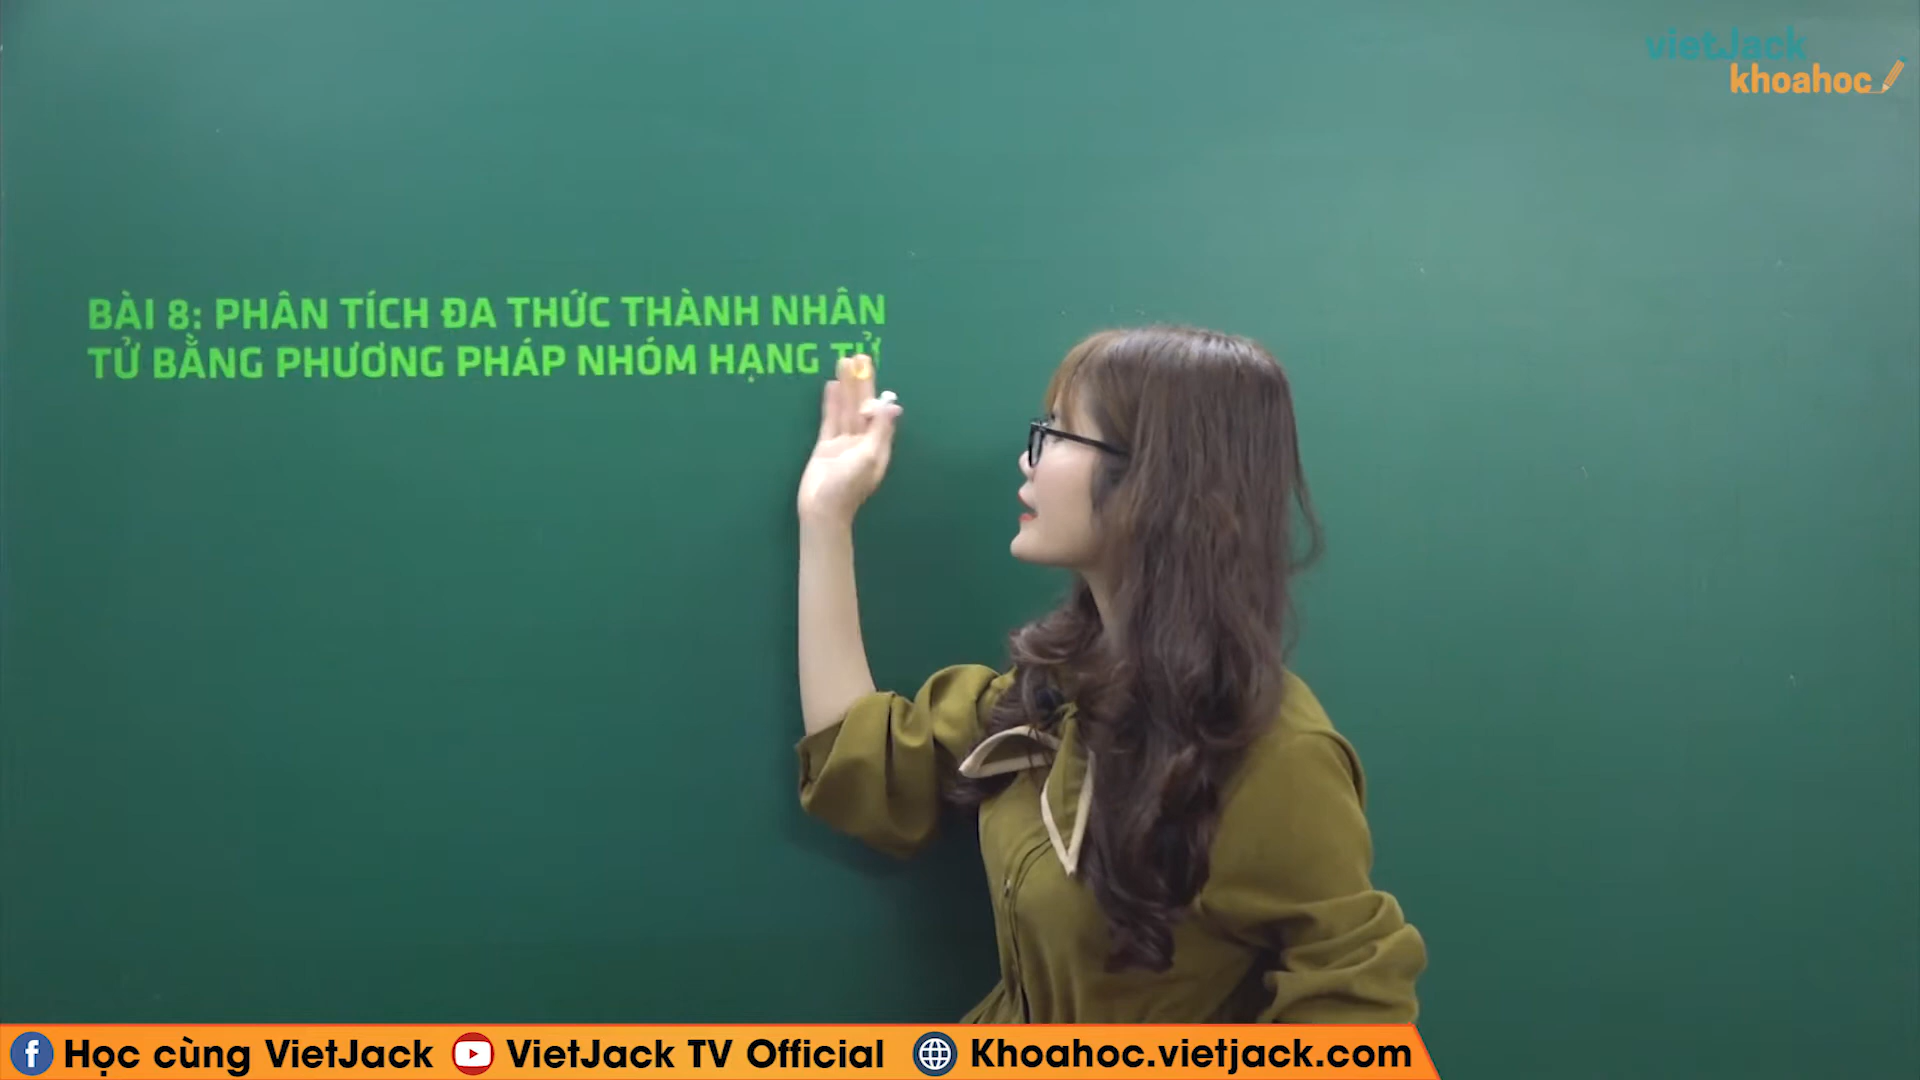 vietJack
khoahoc
BÀI 8: PHÂN TÍCH ĐA THỨC THÀNH NHÂN
TỬ BẰNG PHƯƠNG PHÁP NHÓM HẠNG TỬ
Học cùng VietJack VietJack TV Official Khoahoc.vietjack.com